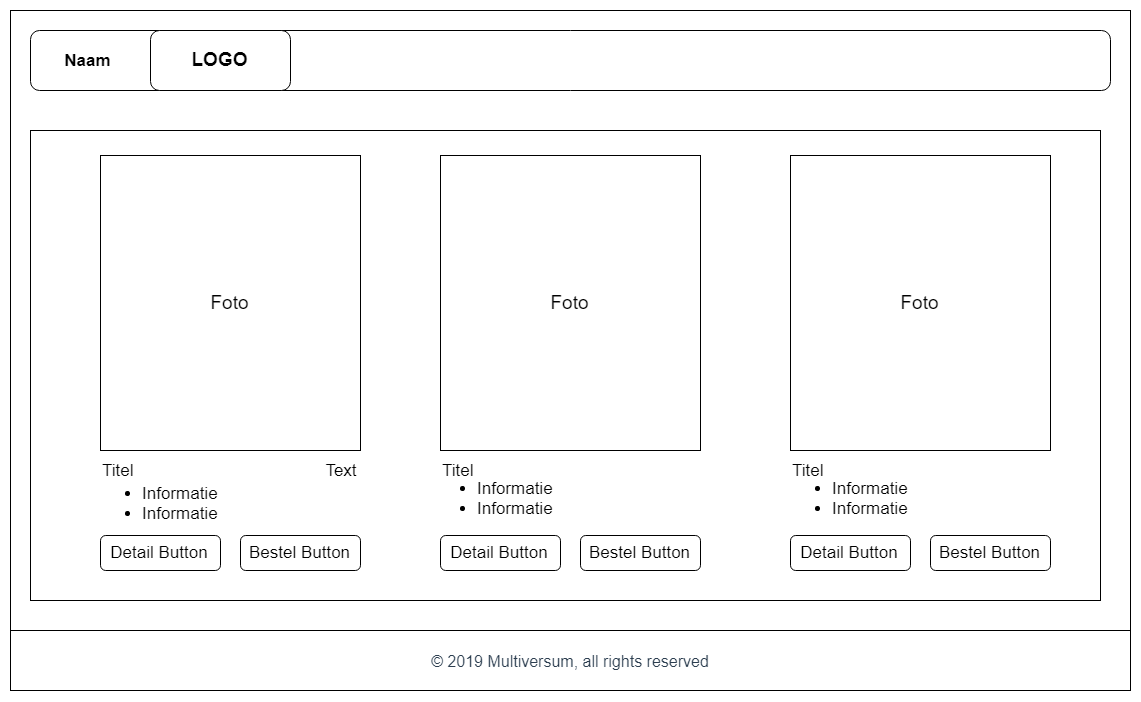 Naam
LOGO
Foto
Foto
Foto
Titel
Text
• Informatie
• Informatie
Detail Button
Bestel Button
Titel
• Informatie
• Informatie
Detail Button
Bestel Button
Titel
• Informatie
• Informatie
Detail Button
Bestel Button
© 2019 Multiversum, all rights reserved